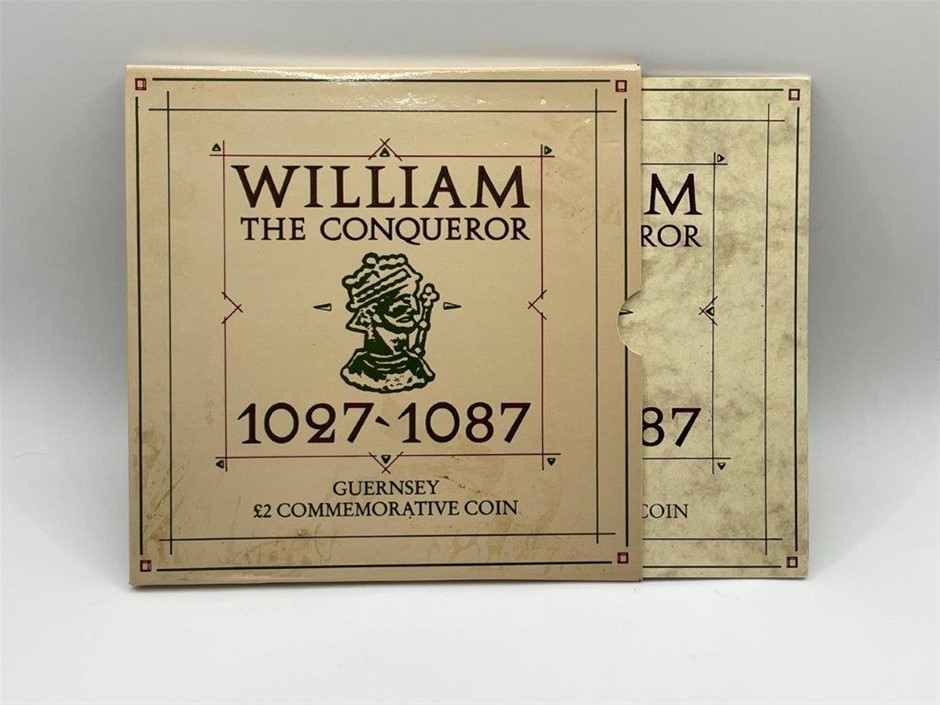 WILLIAM
THE CONQUEROR
1027-1087
GUERNSEY
£2 COMMEMORATIVE COIN
M
ROR
87
COIN